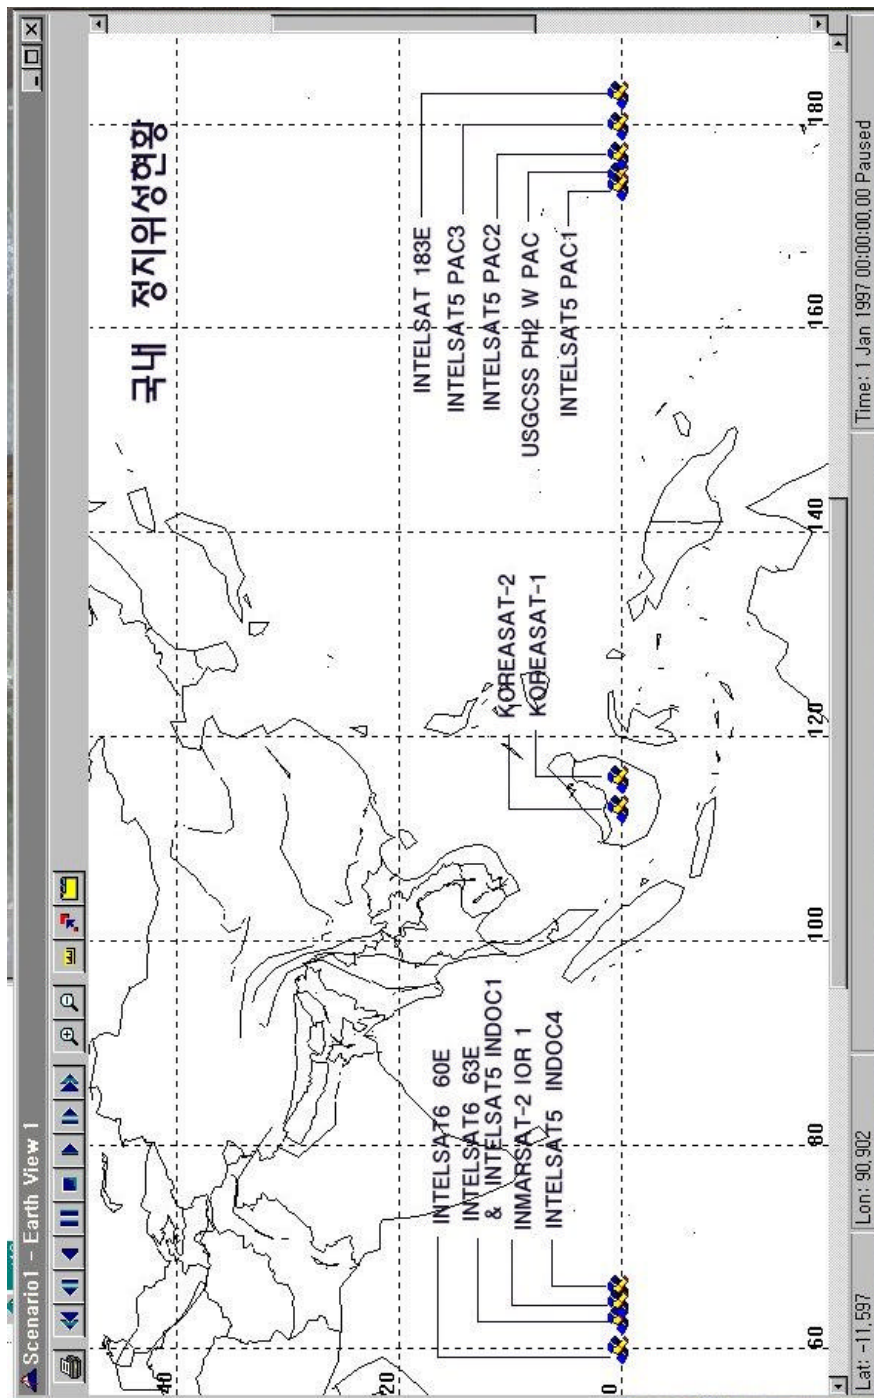 Scenario1 - Earth View 1
국내 정지위성현황
INTELSAT 183E
INTELSAT5 PAC3
INTELSAT5 PAC2
USGCSS PH2 W PAC
INTELSAT5 PAC1
KOREASAT-2
KOREASAT-1
INTELSAT6 60E
INTELSAT6 63E
& INTELSAT5 INDOC1
INMARSAT-2 IOR 1
INTELSAT5 INDOC4
40
20
0
60
80
100
120
140
160
180
Lat: -11,597
Lon: 90,902
Time: 1 Jan 1997 00:00:00,00 Paused